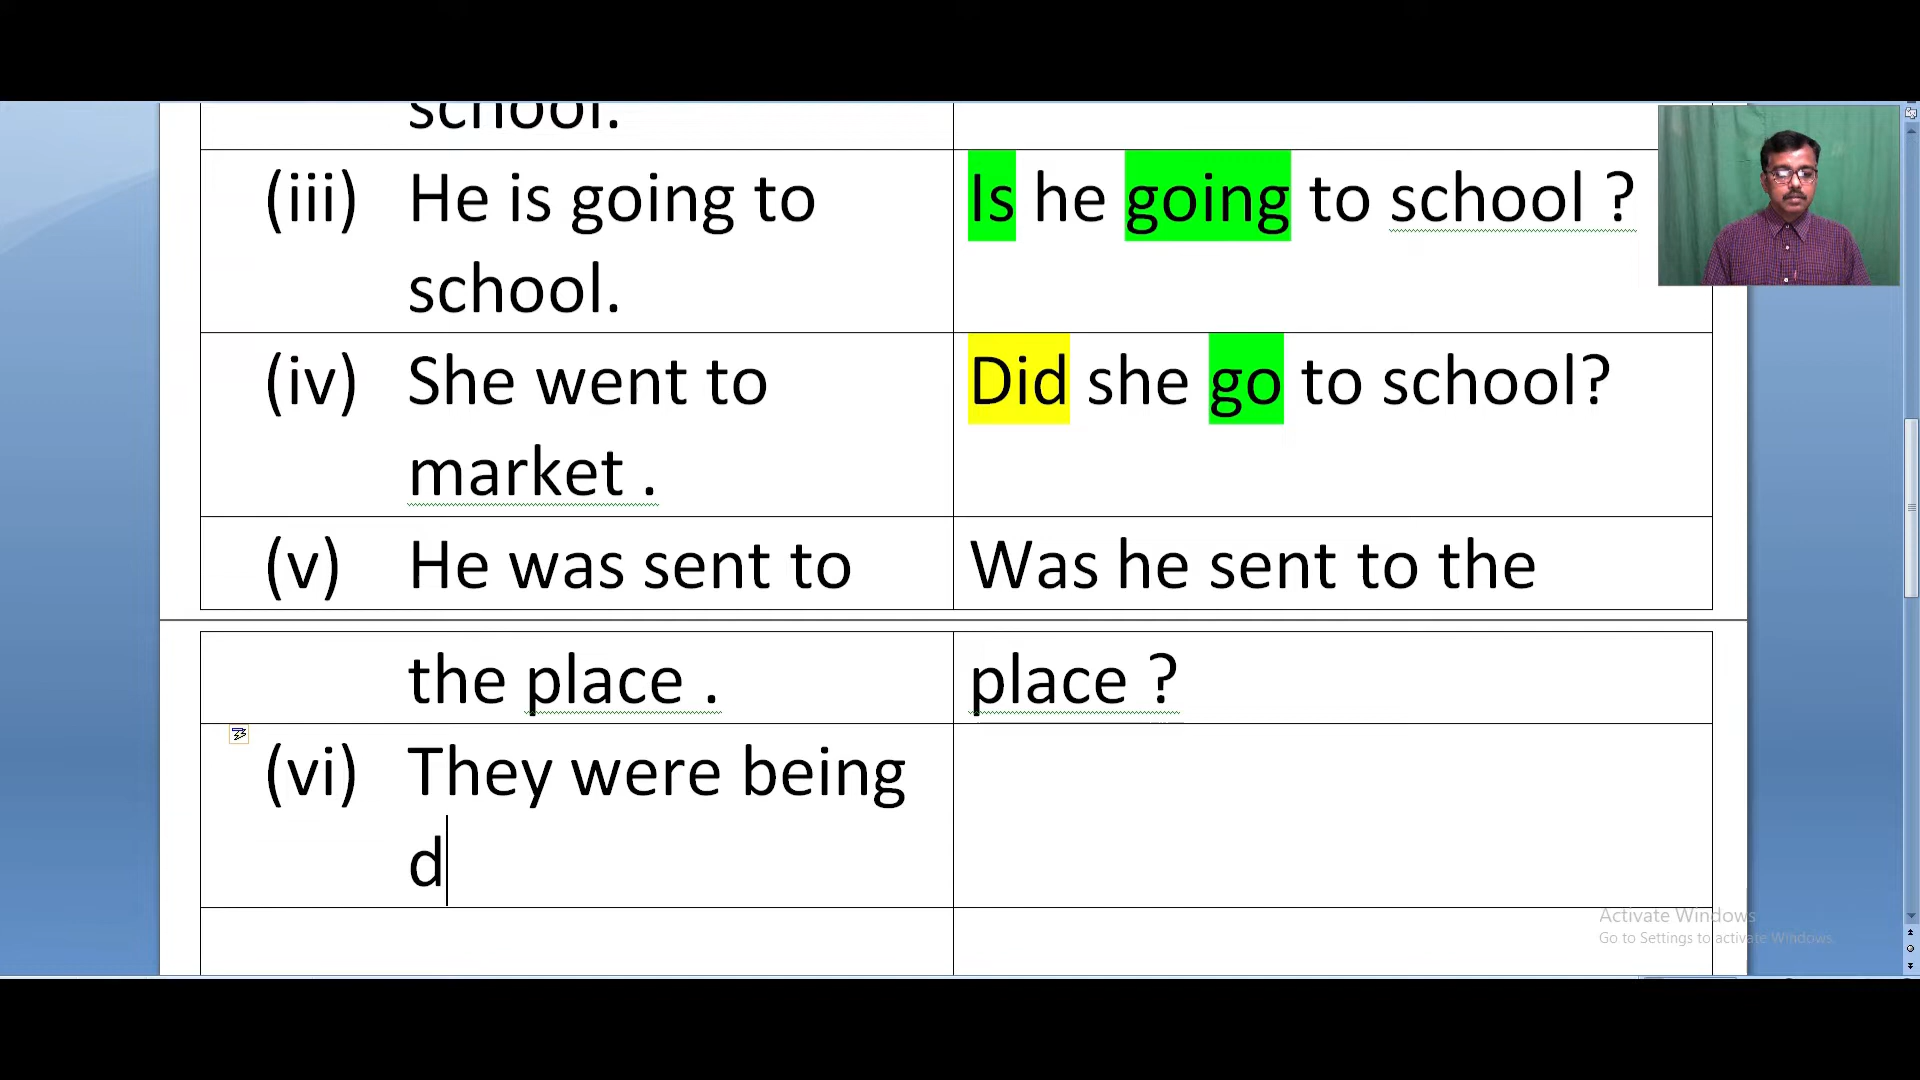 school.
(iii) He is going to
school.
Is he going to school ?
(iv) She went to
market .
Did she go to school?
(v) He was sent to
the place .
Was he sent to the
place ?
(vi) They were being
d
Activate Windows
Go to Settings to activate Windows.